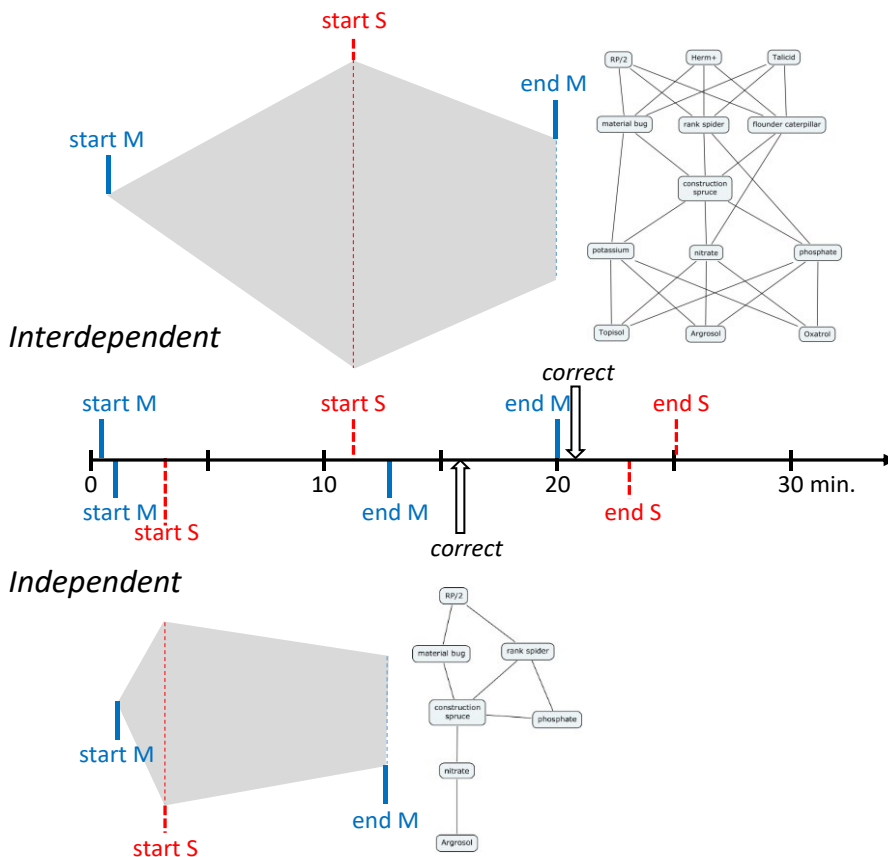 start S
end M
start M
RP/2
Herm+
Talicid
material bug
rank spider
flounder caterpillar
construction
spruce
potassium
nitrate
phosphate
Topisol
Argrosol
Oxatrol
Interdependent
correct
start M
start S
end M
end S
0
10
20
30 min.
start M
start S
end M
correct
end S
Independent
RP/2
material bug
rank spider
construction
spruce
phosphate
nitrate
Argrosol
start M
start S
end M